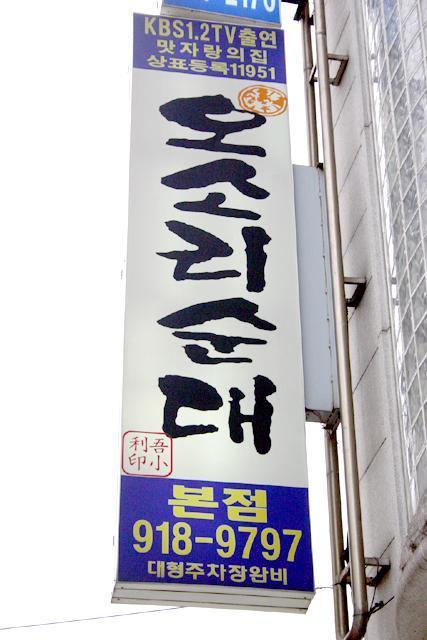 KBS1.2TV출연
맛자랑의집
상표등록11951
오소리순대
吾小
利印
본점
918-9797
대형주차장완비